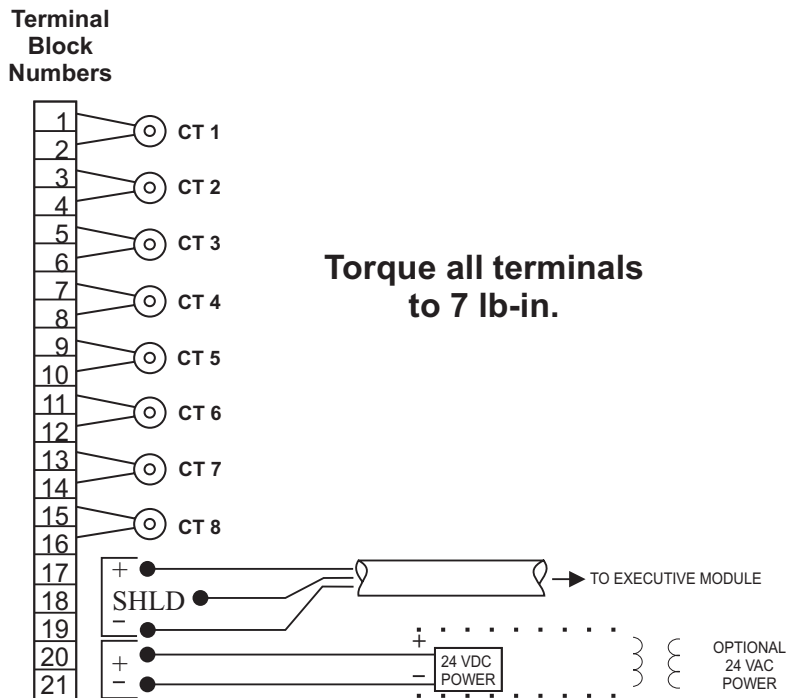 Terminal
Block
Numbers
1
CT 1
2
3
CT 2
4
5
CT 3
6
Torque all terminals
to 7 lb-in.
7
CT 4
8
9
CT 5
10
11
CT 6
12
13
CT 7
14
15
CT 8
16
17
+
TO EXECUTIVE MODULE
18
SHLD
19
–
20
+
+
24 VDC
POWER
–
OPTIONAL
24 VAC
POWER
21
–